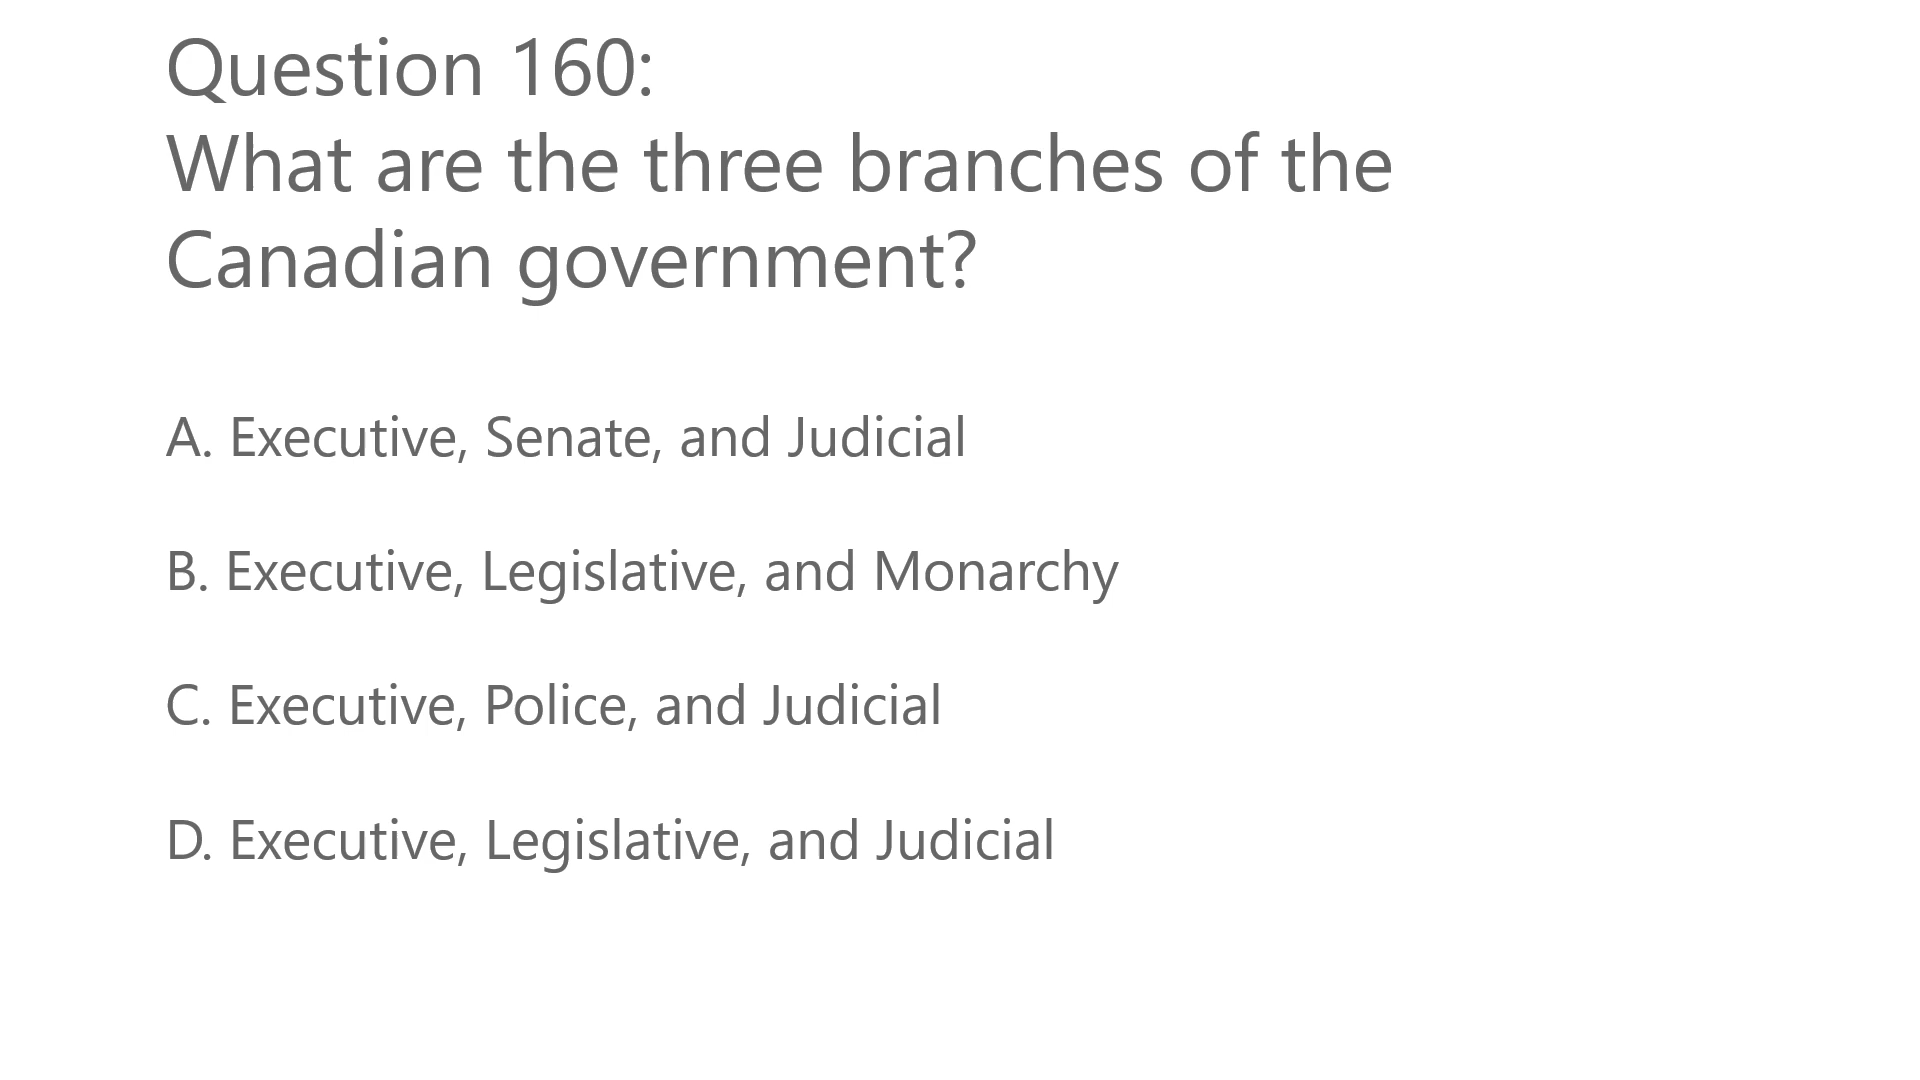 Question 160:
What are the three branches of the
Canadian government?
A. Executive, Senate, and Judicial
B. Executive, Legislative, and Monarchy
C. Executive, Police, and Judicial
D. Executive, Legislative, and Judicial